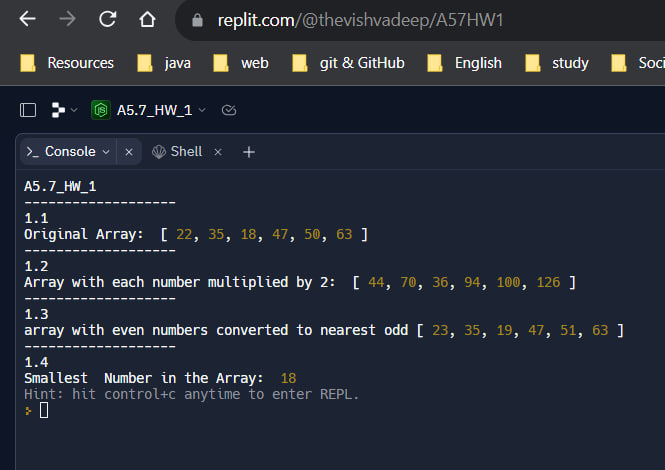 replit.com/@thevishvadeep/A57HW1
Resources java web git & GitHub English study Soci
JS A5.7_HW_1
>_ Console × Shell × +
A5.7_HW_1
-------------------
1.1
Original Array:  [ 22, 35, 18, 47, 50, 63 ]
-------------------
1.2
Array with each number multiplied by 2:  [ 44, 70, 36, 94, 100, 126 ]
-------------------
1.3
array with even numbers converted to nearest odd [ 23, 35, 19, 47, 51, 63 ]
-------------------
1.4
Smallest  Number in the Array:  18
Hint: hit control+c anytime to enter REPL.